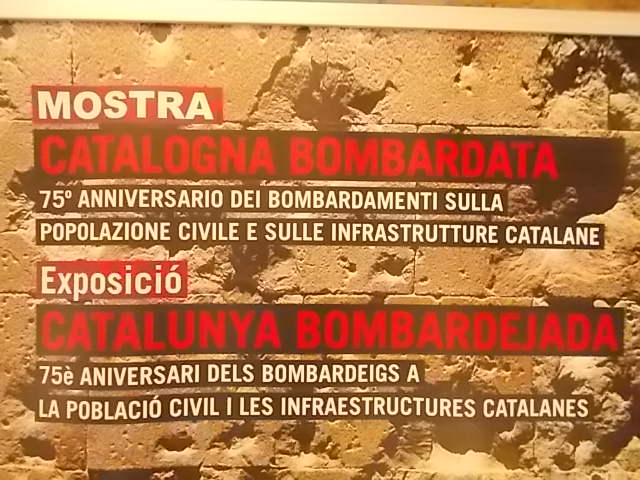 MOSTRA
CATALOGNA BOMBARDATA
75º ANNIVERSARIO DEI BOMBARDAMENTI SULLA
POPOLAZIONE CIVILE E SULLE INFRASTRUTTURE CATALANE
Exposició
CATALUNYA BOMBARDEJADA
75è ANIVERSARI DELS BOMBARDEIGS A
LA POBLACIÓ CIVIL I LES INFRAESTRUCTURES CATALANES